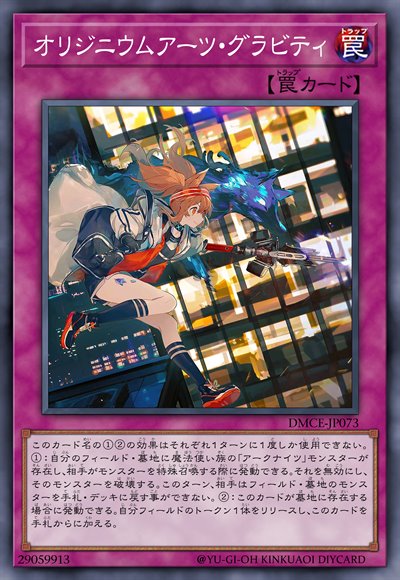 オリジニウムアーツ・グラビティ
トラップ
罠
【罠カード】
トラップ
DMCE-JP073
このカード名の①②の効果はそれぞれ1ターンに1度しか使用できない。
①：自分のフィールド・墓地に魔法使い族の「アークナイツ」モンスターが
存在し、相手がモンスターを特殊召喚する際に発動できる。それを無効にし、
そのモンスターを破壊する。このターン、相手はフィールド・墓地のモンス
ターを手札・デッキに戻す事ができない。②：このカードが墓地に存在する
場合に発動できる。自分フィールドのトークン1体をリリースし、このカードを
手札からに加える。
29059913
@YU-GI-OH KINKUAOI DIYCARD